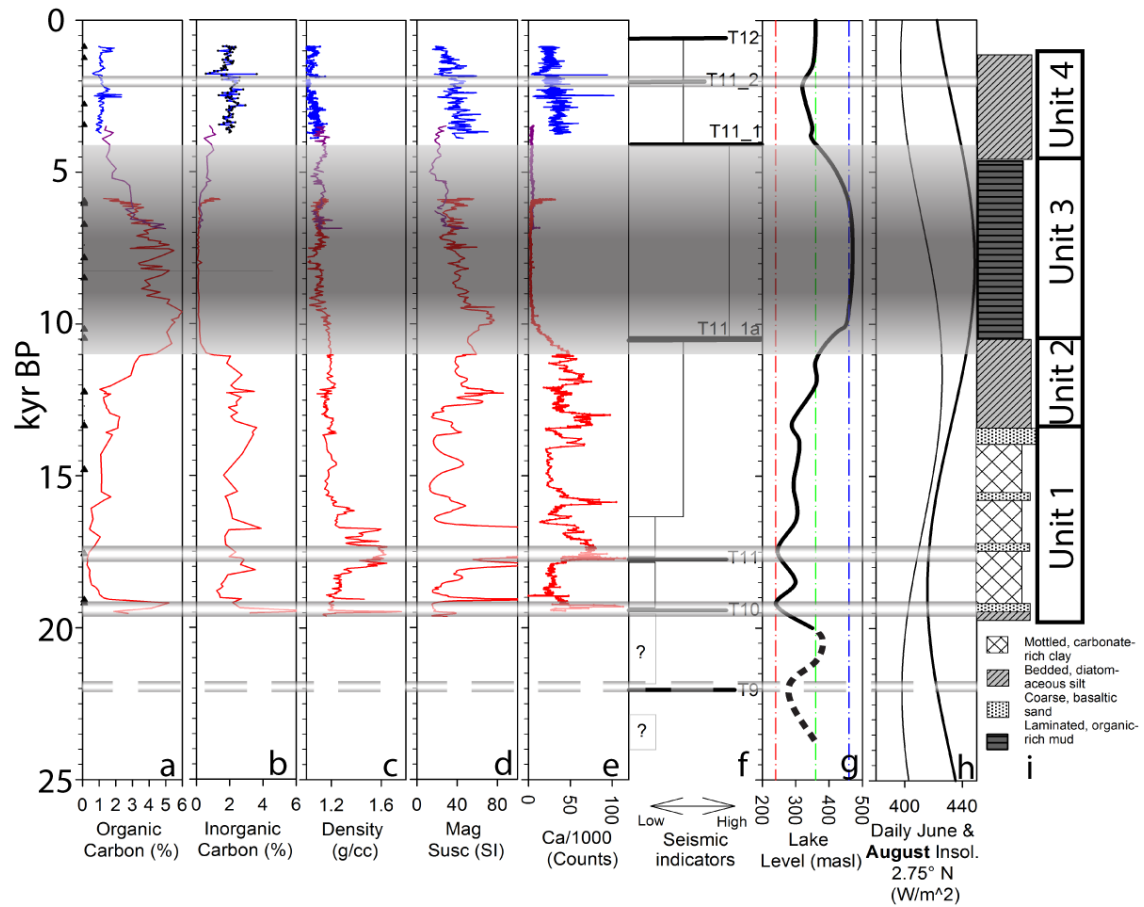 0
5
10
15
20
25
kyr BP
T12
T11_2
T11_1
T11_1a
T11
T10
T9
?
?
a
b
c
d
e
f
g
h
i
Unit 4
Unit 3
Unit 2
Unit 1
Mottled, carbonate-
rich clay
Bedded, diatom-
aceous silt
Coarse, basaltic
sand
Laminated, organic-
rich mud
0 1 2 3 4 5 6
0 2 4 6
1.2 1.6
0 40 80
0 50 100
Low High
200 300 400 500
400 440
Organic
Carbon (%)
Inorganic
Carbon (%)
Density
(g/cc)
Mag
Susc (SI)
Ca/1000
(Counts)
Seismic
indicators
Lake
Level (masl)
Daily June &
August Insol.
2.75° N
(W/m^2)